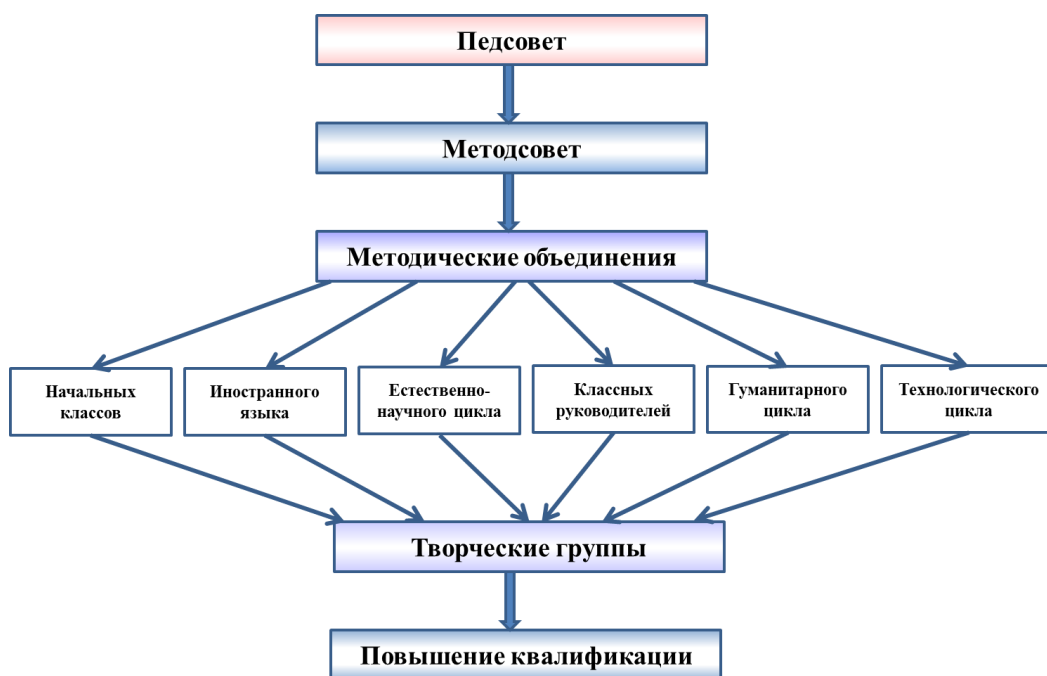 Педсовет
Методсовет
Методические объединения
Начальных
классов
Иностранного
языка
Естественно-
научного цикла
Классных
руководителей
Гуманитарного
цикла
Технологического
цикла
Творческие группы
Повышение квалификации